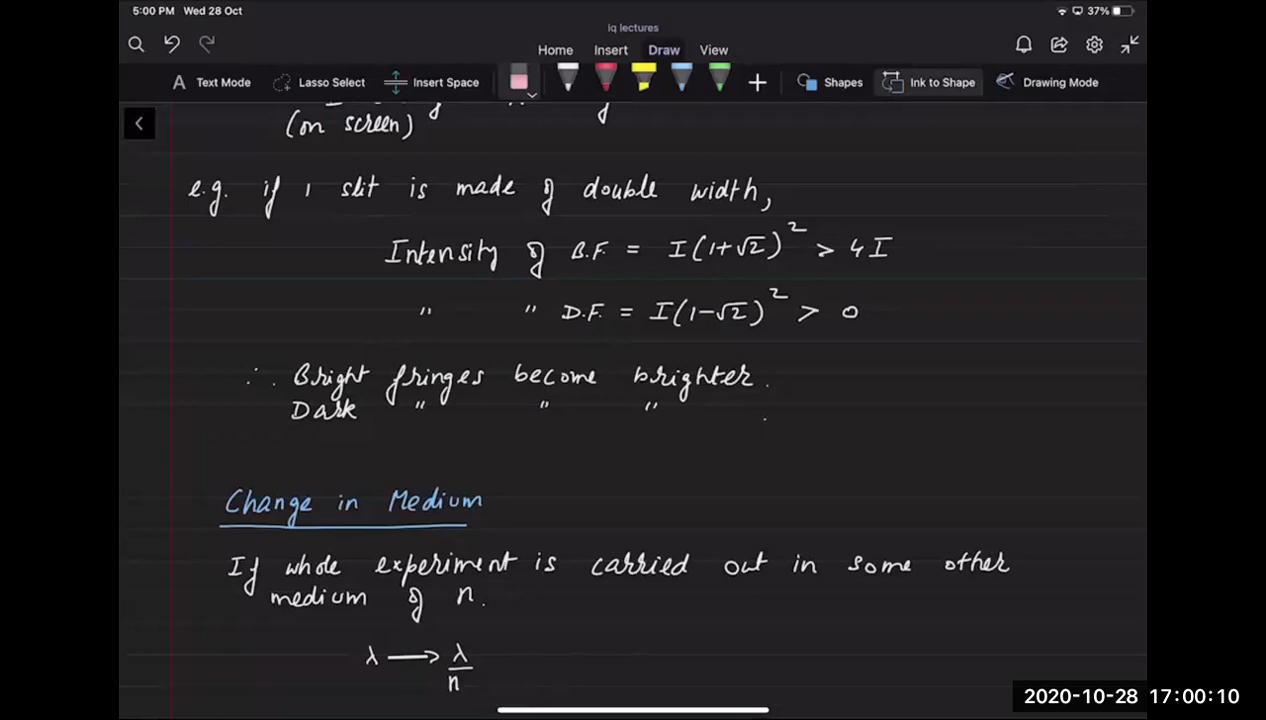 5:00 PM Wed 28 Oct
37%
iq lectures
Home Insert Draw View
Text Mode Lasso Select Insert Space Shapes Ink to Shape Drawing Mode
(on screen)
e.g. if 1 slit is made of double width,
Intensity of B.F. = I(1+√2)² > 4I
" " D.F. = I(1-√2)² > 0
∴ Bright fringes become brighter.
Dark " " "
Change in Medium
If whole experiment is carried out in some other
medium of n.
λ → λ/n
2020-10-28 17:00:10